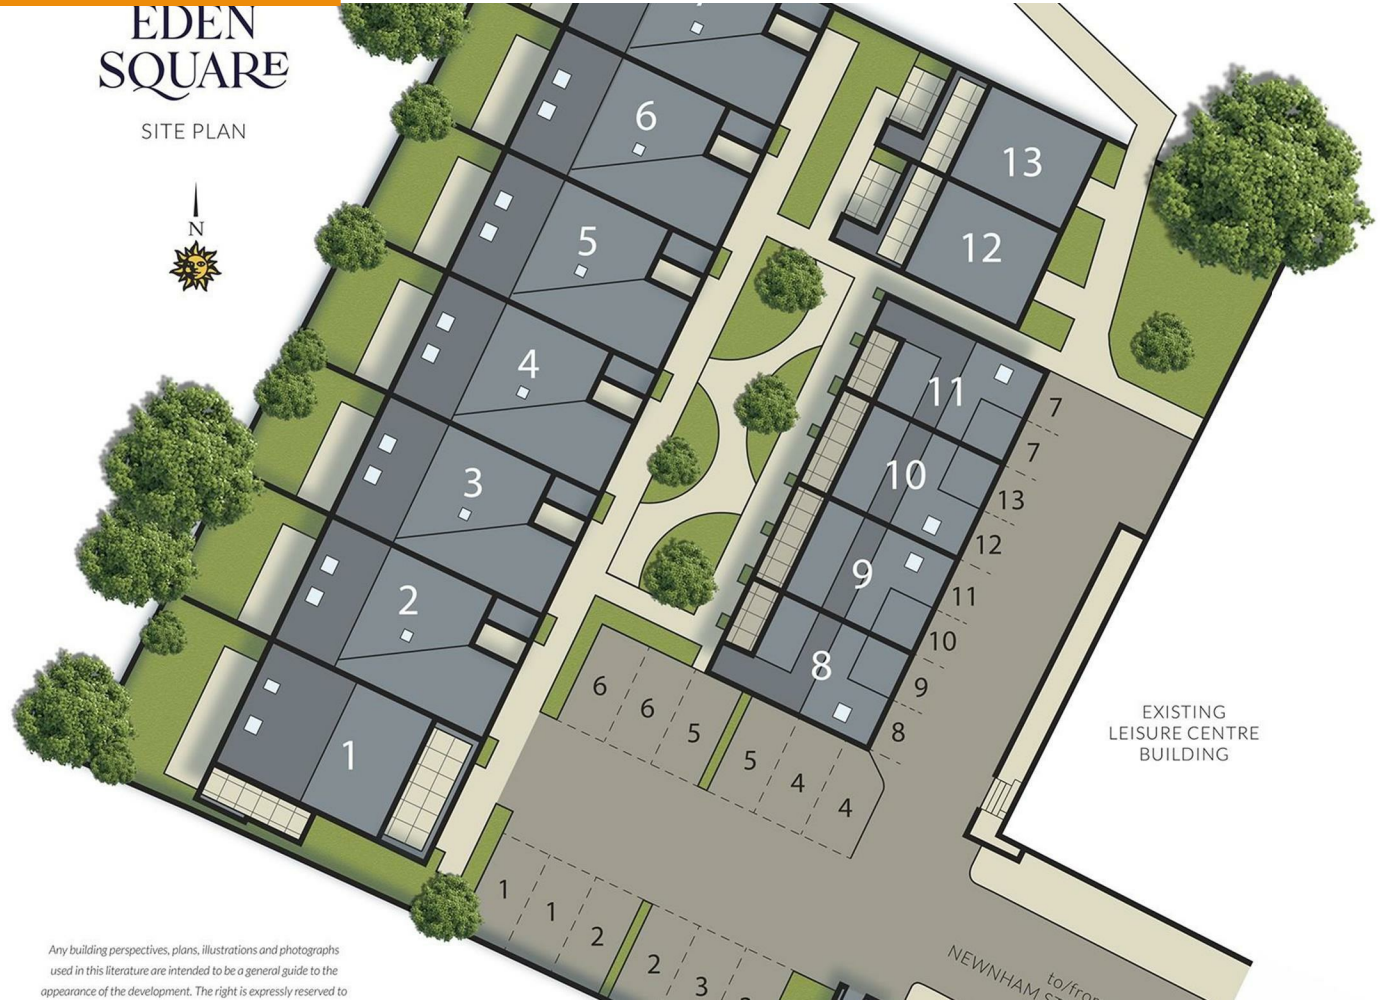 EDEN
SQUARE
SITE PLAN
N
6
5
4
3
2
1
13
12
11
10
9
8
7
7
13
12
11
10
9
8
6
6
5
5
4
4
1
1
2
2
3
EXISTING
LEISURE CENTRE
BUILDING
to/from
NEWNHAM
Any building perspectives, plans, illustrations and photographs
used in this literature are intended to be a general guide to the
appearance of the development. The right is expressly reserved to